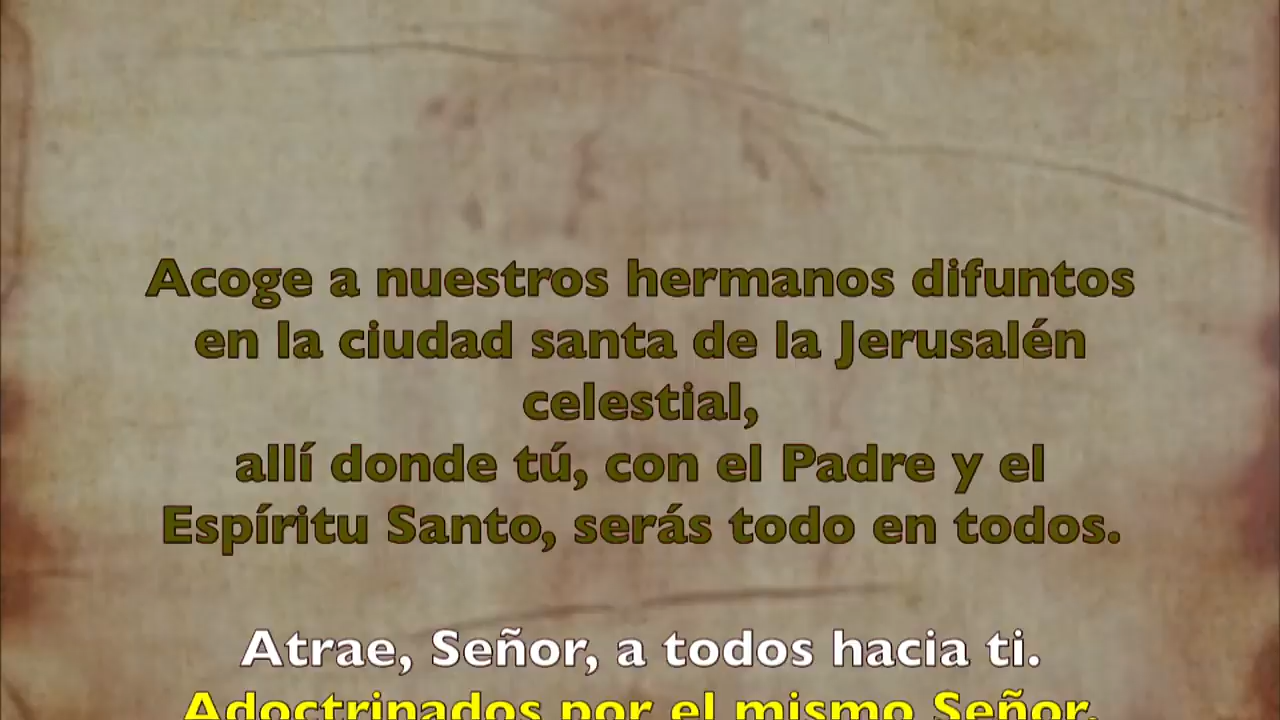 Acoge a nuestros hermanos difuntos
en la ciudad santa de la Jerusalén
celestial,
allí donde tú, con el Padre y el
Espíritu Santo, serás todo en todos.
Atrae, Señor, a todos hacia ti.
Adoctrinados por el mismo Señor,